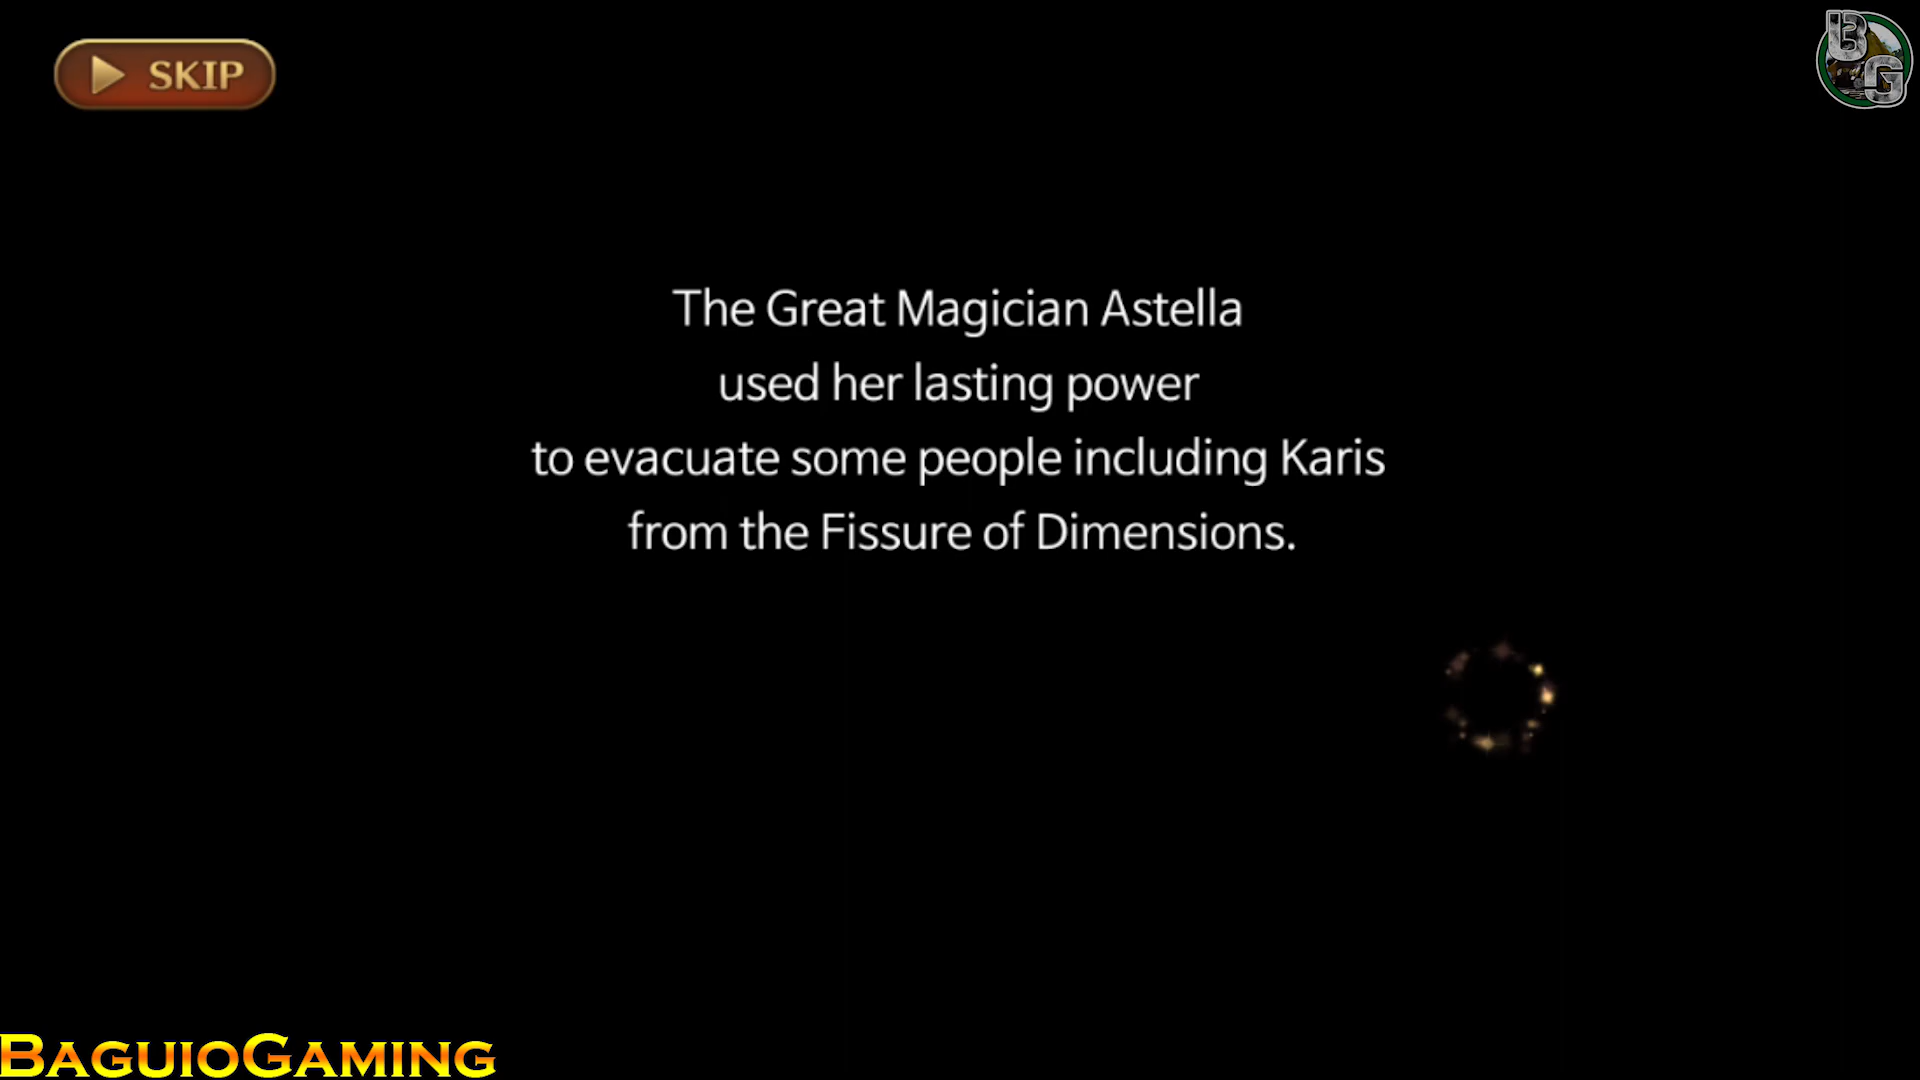 SKIP
BG
The Great Magician Astella
used her lasting power
to evacuate some people including Karis
from the Fissure of Dimensions.
BAGUIOGAMING